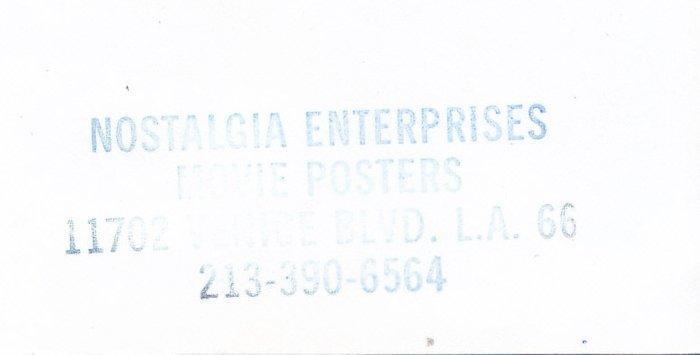 NOSTALGIA ENTERPRISES
MOVIE POSTERS
11702 VENICE BLVD. L.A. 66
213-390-6564